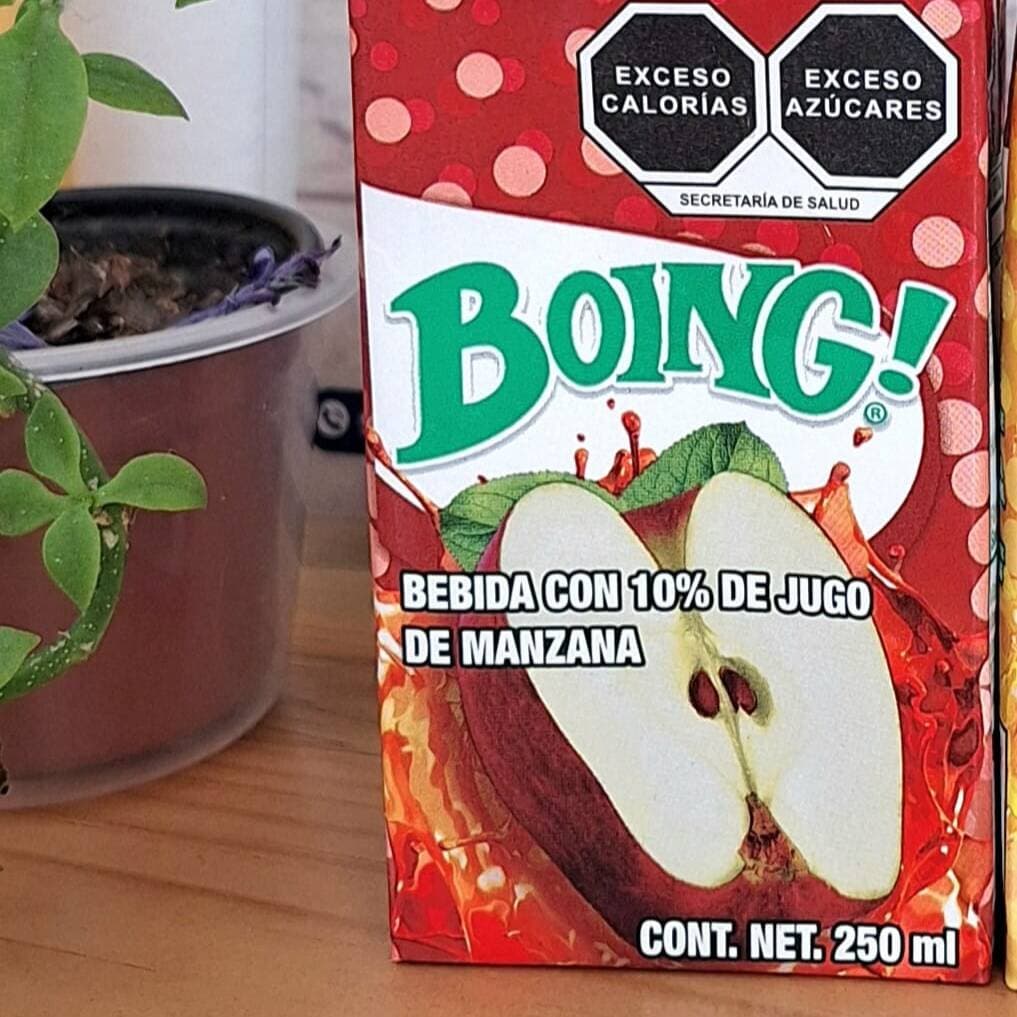 EXCESO
CALORÍAS
EXCESO
AZÚCARES
SECRETARÍA DE SALUD
BOING!
®
BEBIDA CON 10% DE JUGO
DE MANZANA
CONT. NET. 250 ml